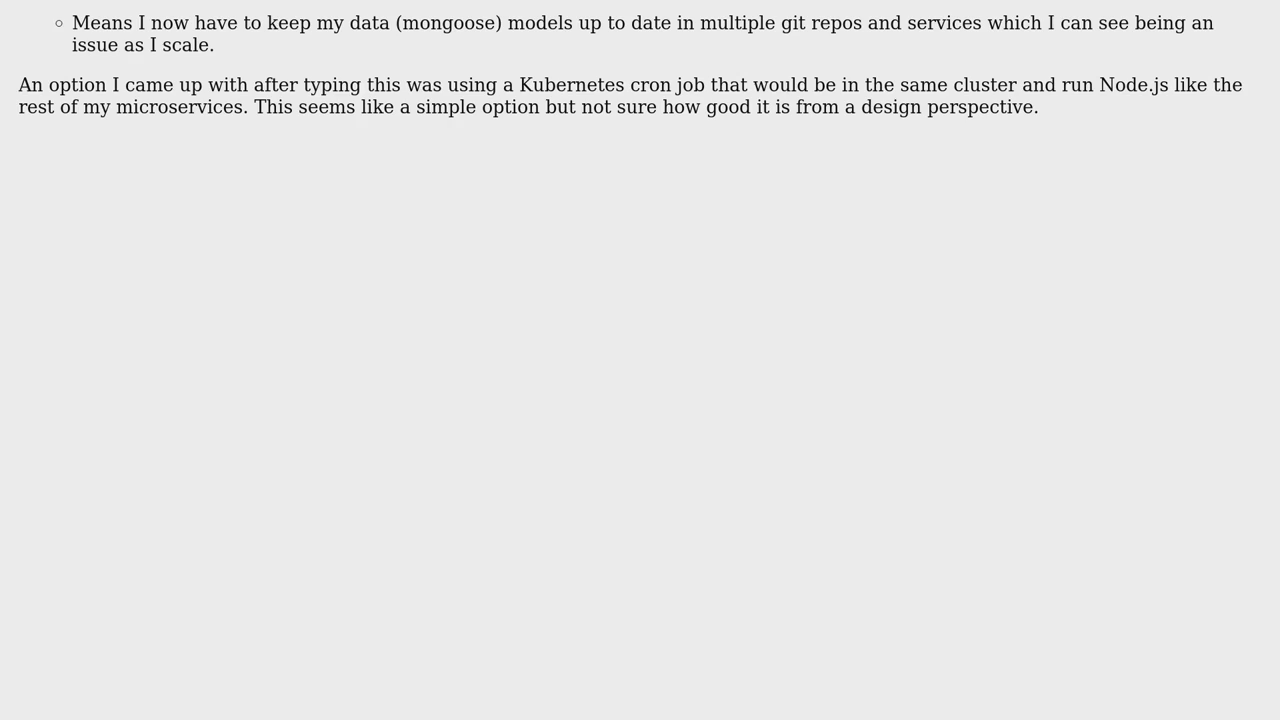 Means I now have to keep my data (mongoose) models up to date in multiple git repos and services which I can see being an
issue as I scale.
An option I came up with after typing this was using a Kubernetes cron job that would be in the same cluster and run Node.js like the
rest of my microservices. This seems like a simple option but not sure how good it is from a design perspective.